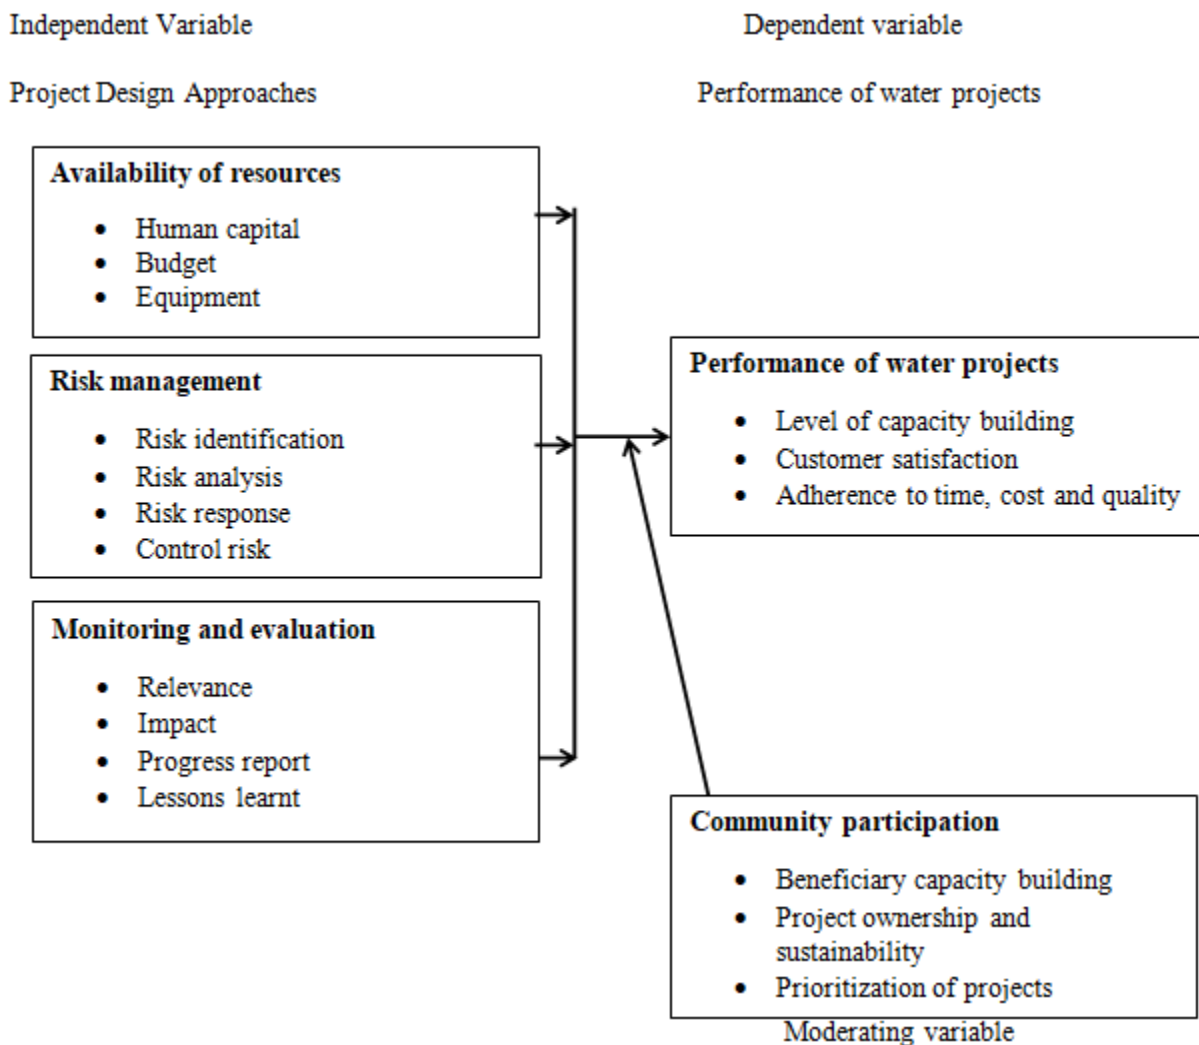 Independent Variable
Dependent variable
Project Design Approaches
Performance of water projects
Availability of resources
• Human capital
• Budget
• Equipment
Risk management
• Risk identification
• Risk analysis
• Risk response
• Control risk
Monitoring and evaluation
• Relevance
• Impact
• Progress report
• Lessons learnt
Performance of water projects
• Level of capacity building
• Customer satisfaction
• Adherence to time, cost and quality
Community participation
• Beneficiary capacity building
• Project ownership and
sustainability
• Prioritization of projects
Moderating variable